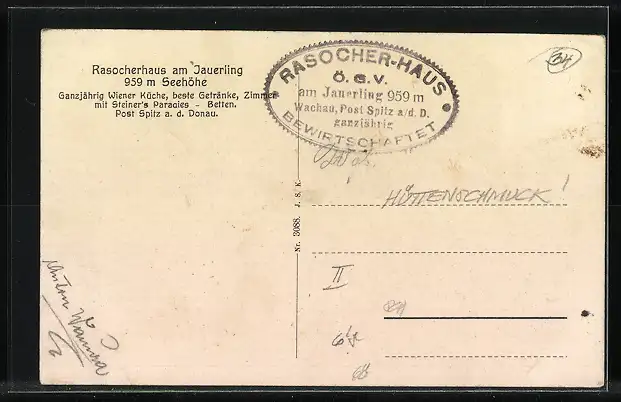 Rasocherhaus am Jauerling
959 m Seehöhe
Ganzjährig Wiener Küche, beste Getränke, Zimmer
mit Steiner's Paradies - Betten.
Post Spitz a. d. Donau.
RASOCHER-HAUS
Ö.G.V.
am Jauerling 959 m
Wachau, Post Spitz a/d. D.
ganzjährig
BEWIRTSCHAFTET
HÜTTENSCHMUCK!
Nr. 3088. J. S. K.
II